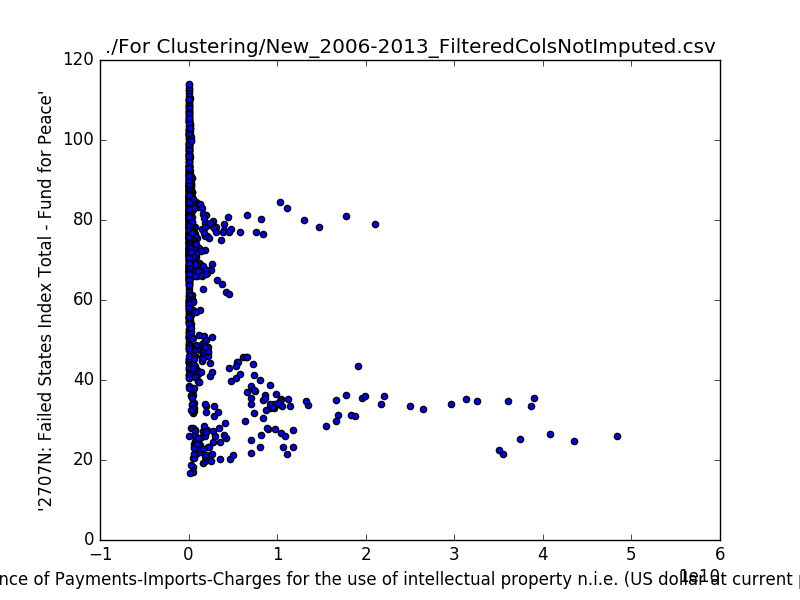 ./For Clustering/New_2006-2013_FilteredColsNotImputed.csv
120
100
80
60
40
20
0
'2707N: Failed States Index Total - Fund for Peace'
−1 0 1 2 3 4 5 6
1e10
nce of Payments-Imports-Charges for the use of intellectual property n.i.e. (US dollar at current p